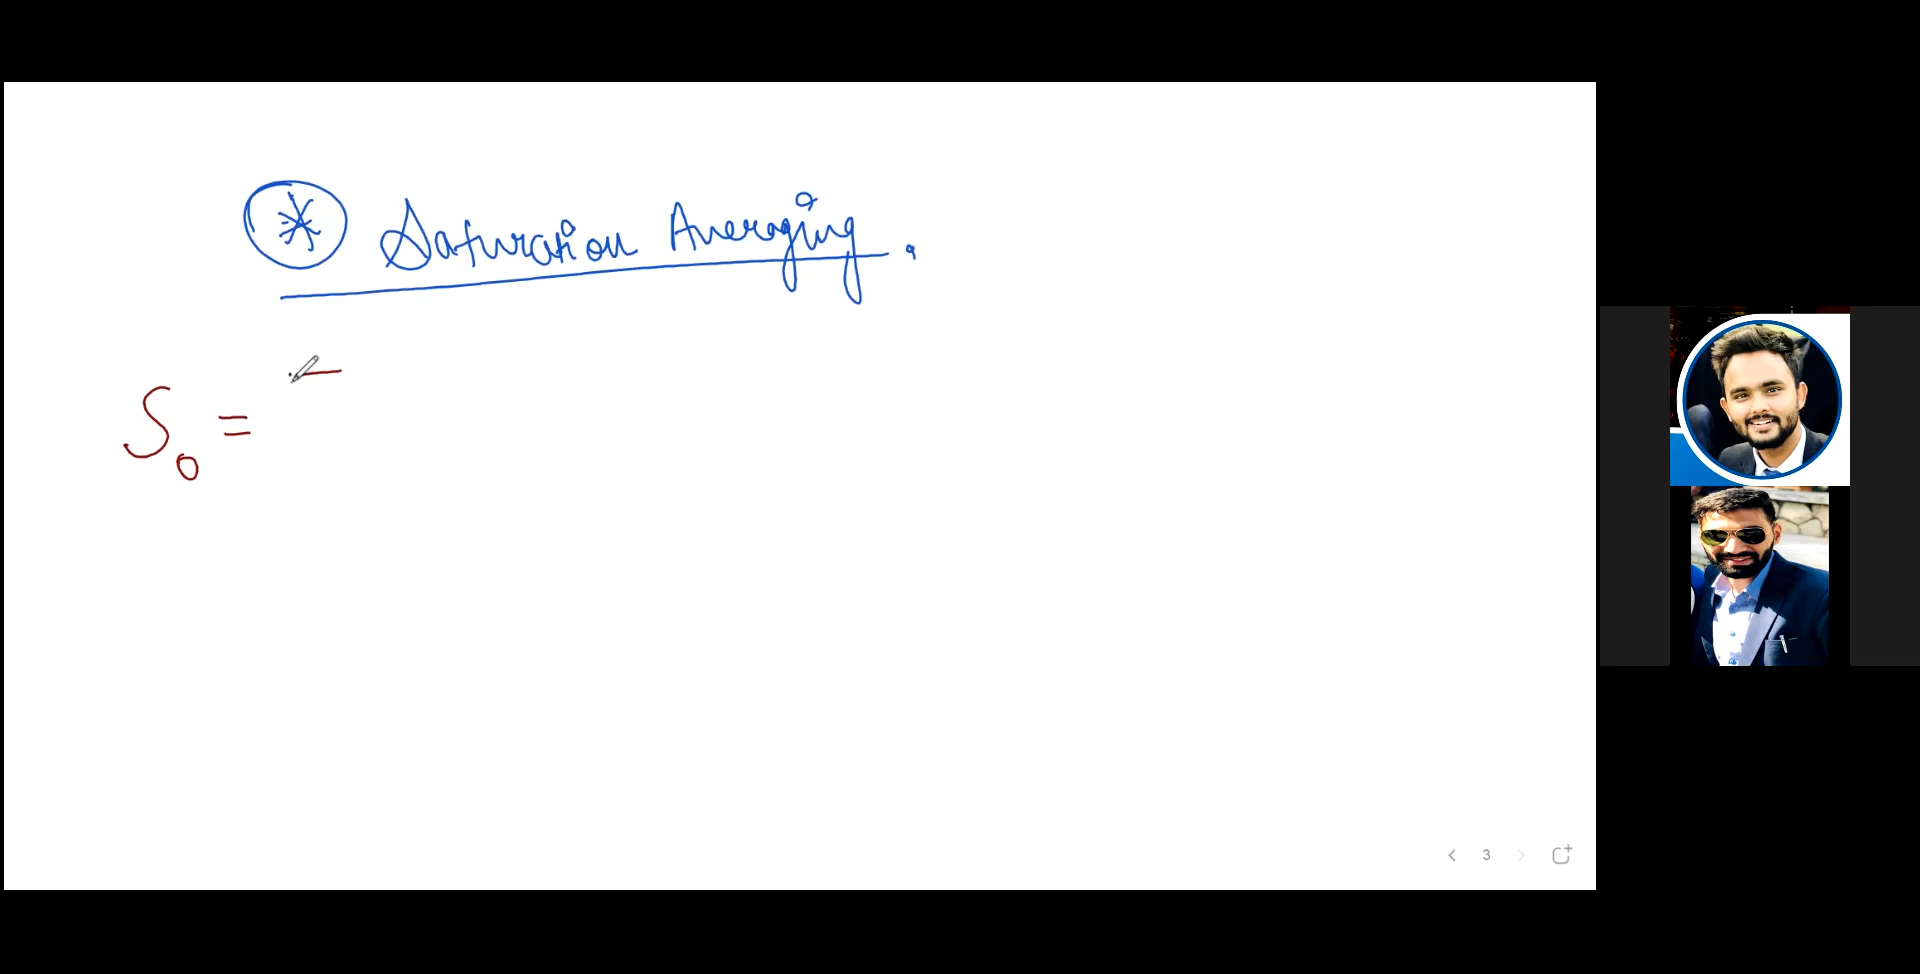 * Saturation Averaging.
S₀ =
3